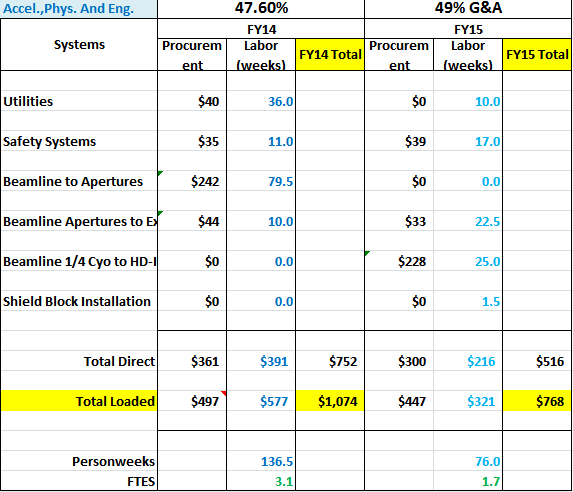 Accel.,Phys. And Eng. 47.60% 49% G&A
FY14 FY15
Systems Procurem ent Labor (weeks) FY14 Total Procurem ent Labor (weeks) FY15 Total
Utilities $40 36.0 $0 10.0
Safety Systems $35 11.0 $39 17.0
Beamline to Apertures $242 79.5 $0 0.0
Beamline Apertures to Ex $44 10.0 $33 22.5
Beamline 1/4 Cyo to HD-I $0 0.0 $228 25.0
Shield Block Installation $0 0.0 $0 1.5
Total Direct $361 $391 $752 $300 $216 $516
Total Loaded $497 $577 $1,074 $447 $321 $768
Personweeks 136.5 76.0
FTES 3.1 1.7